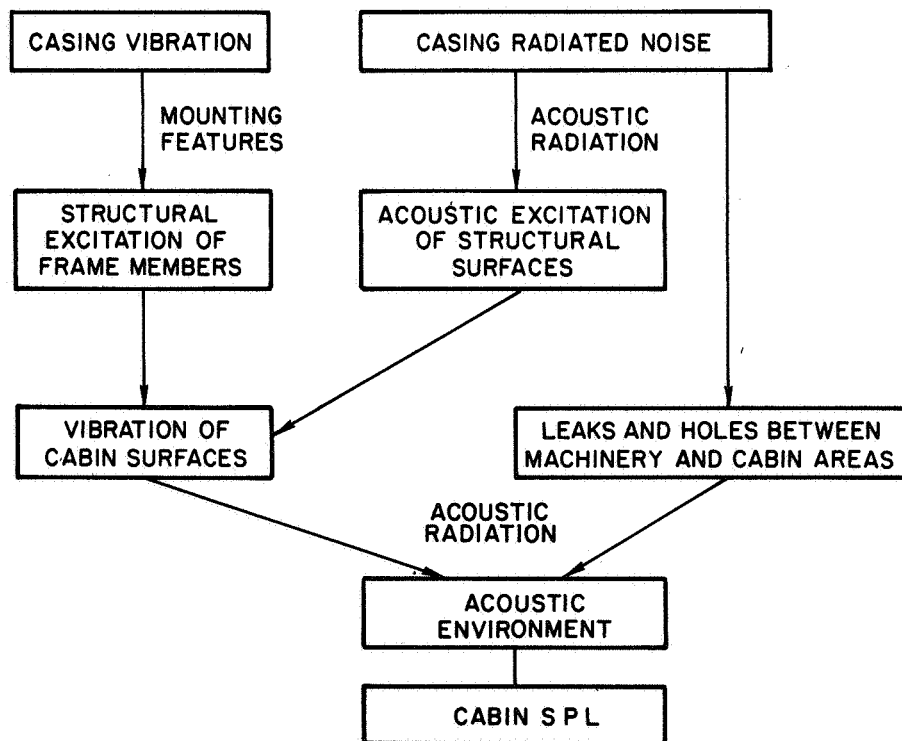 CASING VIBRATION
CASING RADIATED NOISE
MOUNTING
FEATURES
ACOUSTIC
RADIATION
STRUCTURAL
EXCITATION OF
FRAME MEMBERS
ACOUSTIC EXCITATION
OF STRUCTURAL
SURFACES
VIBRATION OF
CABIN SURFACES
LEAKS AND HOLES BETWEEN
MACHINERY AND CABIN AREAS
ACOUSTIC
RADIATION
ACOUSTIC
ENVIRONMENT
CABIN S P L